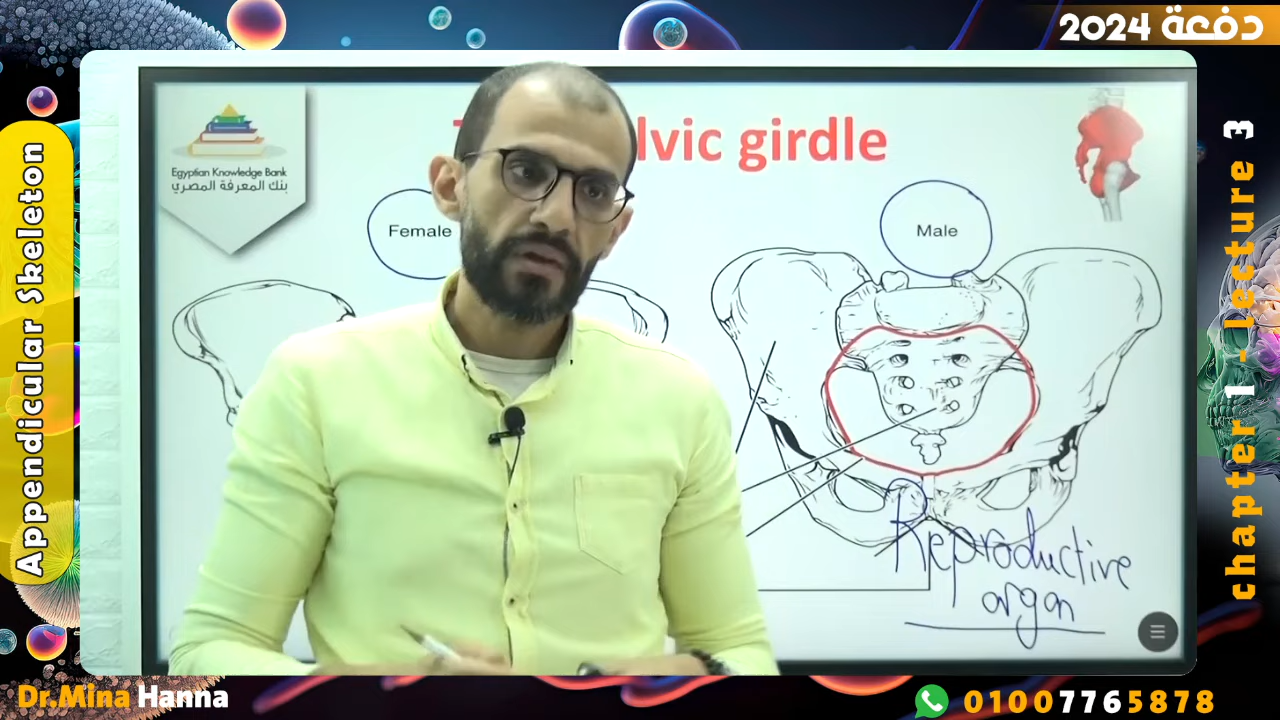 دفعة 2024
lvic girdle
Egyptian Knowledge Bank
بنك المعرفة المصري
Female
Male
Reproductive
organ
Appendicular Skeleton
chapter 1 - lecture 3
Dr.Mina Hanna
01007765878